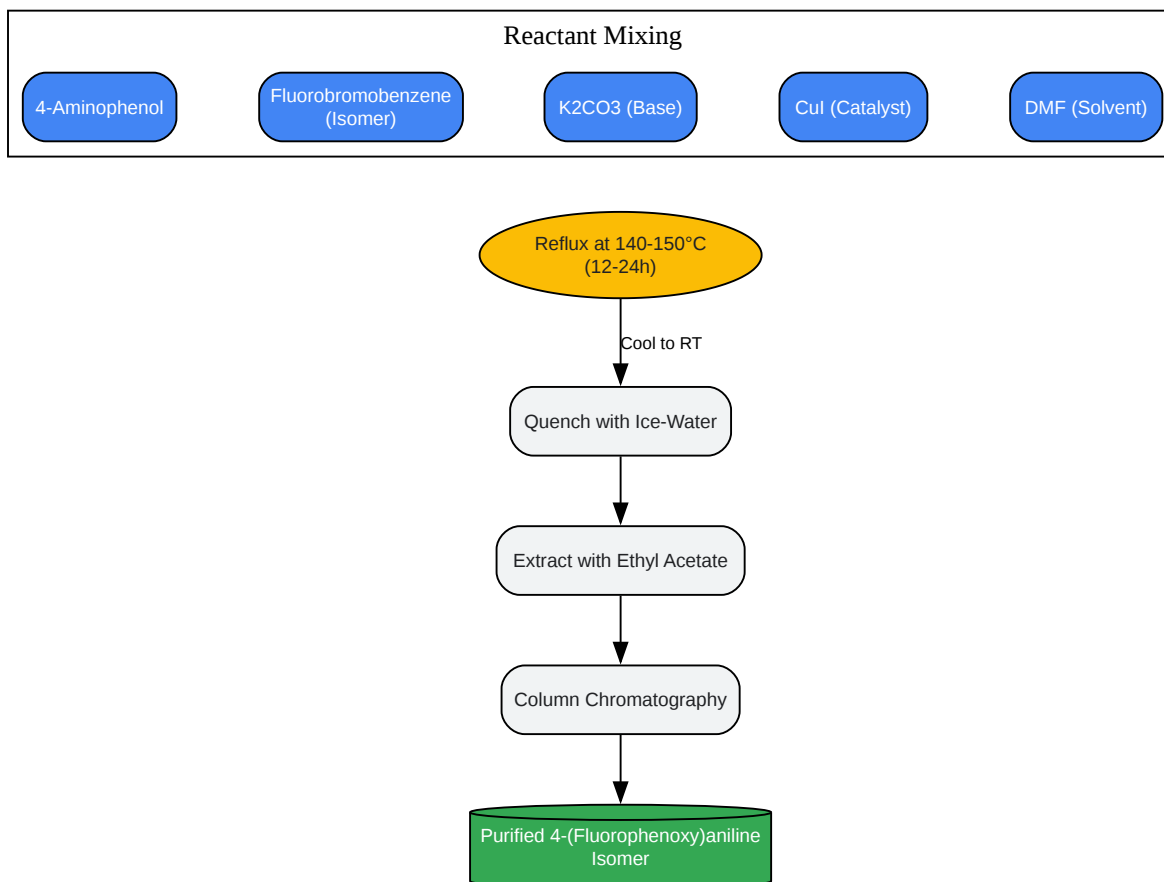 Reactant Mixing
4-Aminophenol
Fluorobromobenzene
(Isomer)
K2CO3 (Base)
CuI (Catalyst)
DMF (Solvent)
Reflux at 140-150°C
(12-24h)
Cool to RT
Quench with Ice-Water
Extract with Ethyl Acetate
Column Chromatography
Purified 4-(Fluorophenoxy)aniline
Isomer